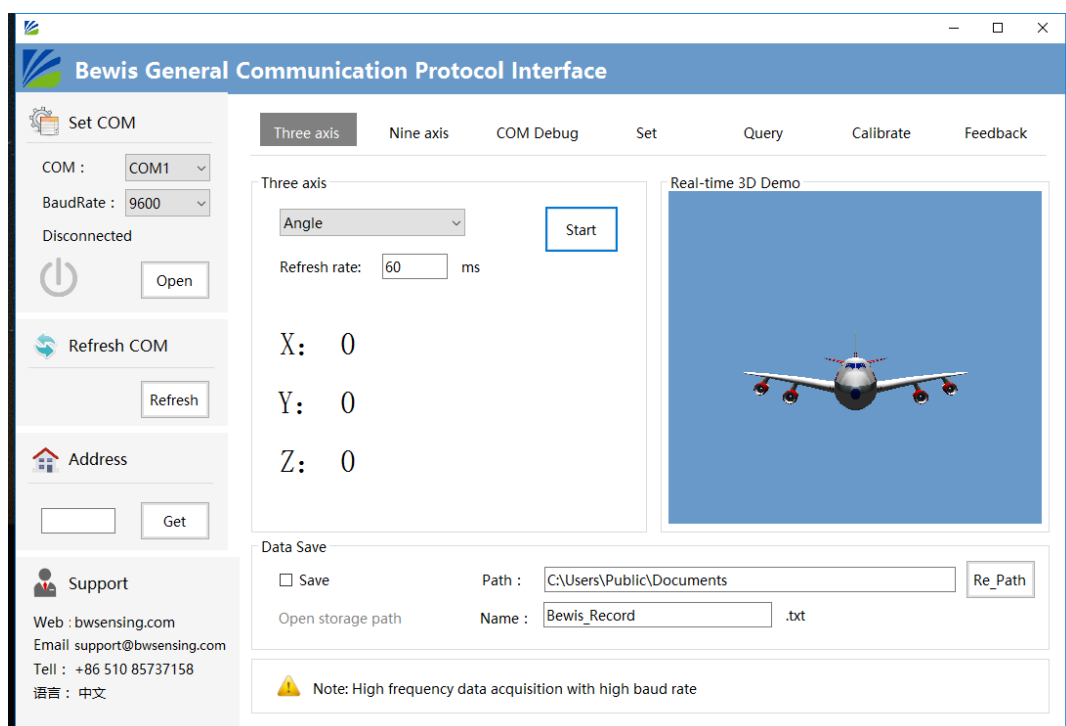 Bewis General Communication Protocol Interface
Set COM
COM : COM1
BaudRate : 9600
Disconnected
Open
Refresh COM
Refresh
Address
Get
Support
Web : bwsensing.com
Email support@bwsensing.com
Tell : +86 510 85737158
语言： 中文
Three axis Nine axis COM Debug Set Query Calibrate Feedback
Three axis
Angle Start
Refresh rate: 60 ms
X: 0
Y: 0
Z: 0
Real-time 3D Demo
Data Save
Save Path : C:\Users\Public\Documents Re_Path
Open storage path Name : Bewis_Record .txt
Note: High frequency data acquisition with high baud rate